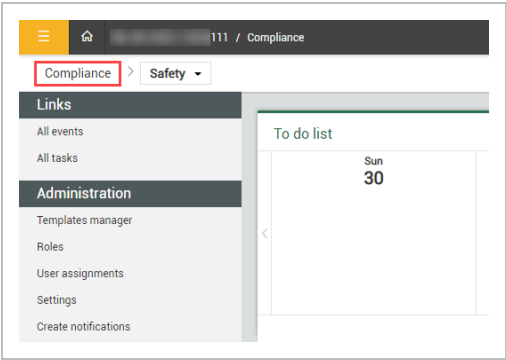 111 / Compliance
Compliance > Safety
Links
All events
All tasks
To do list
Sun
30
Administration
Templates manager
Roles
User assignments
Settings
Create notifications